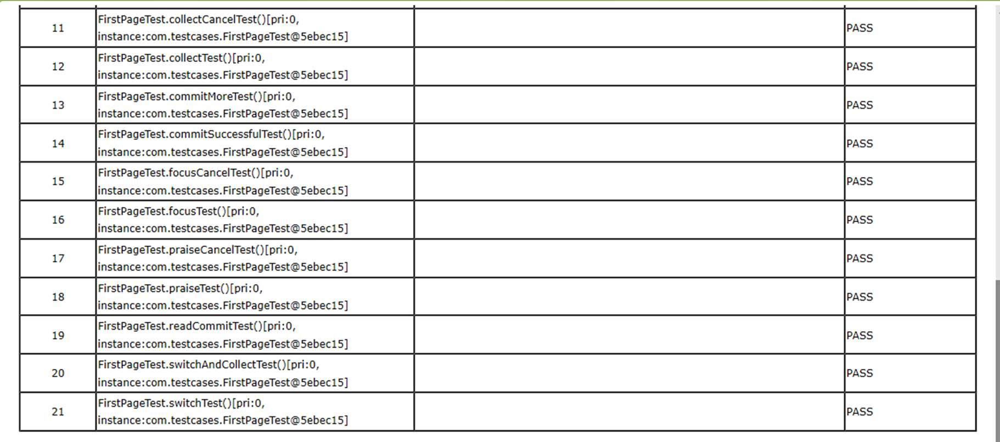 11
FirstPageTest.collectCancelTest()[pri:0,
instance:com.testcases.FirstPageTest@5ebec15]
PASS
12
FirstPageTest.collectTest()[pri:0,
instance:com.testcases.FirstPageTest@5ebec15]
PASS
13
FirstPageTest.commitMoreTest()[pri:0,
instance:com.testcases.FirstPageTest@5ebec15]
PASS
14
FirstPageTest.commitSuccessfulTest()[pri:0,
instance:com.testcases.FirstPageTest@5ebec15]
PASS
15
FirstPageTest.focusCancelTest()[pri:0,
instance:com.testcases.FirstPageTest@5ebec15]
PASS
16
FirstPageTest.focusTest()[pri:0,
instance:com.testcases.FirstPageTest@5ebec15]
PASS
17
FirstPageTest.praiseCancelTest()[pri:0,
instance:com.testcases.FirstPageTest@5ebec15]
PASS
18
FirstPageTest.praiseTest()[pri:0,
instance:com.testcases.FirstPageTest@5ebec15]
PASS
19
FirstPageTest.readCommitTest()[pri:0,
instance:com.testcases.FirstPageTest@5ebec15]
PASS
20
FirstPageTest.switchAndCollectTest()[pri:0,
instance:com.testcases.FirstPageTest@5ebec15]
PASS
21
FirstPageTest.switchTest()[pri:0,
instance:com.testcases.FirstPageTest@5ebec15]
PASS